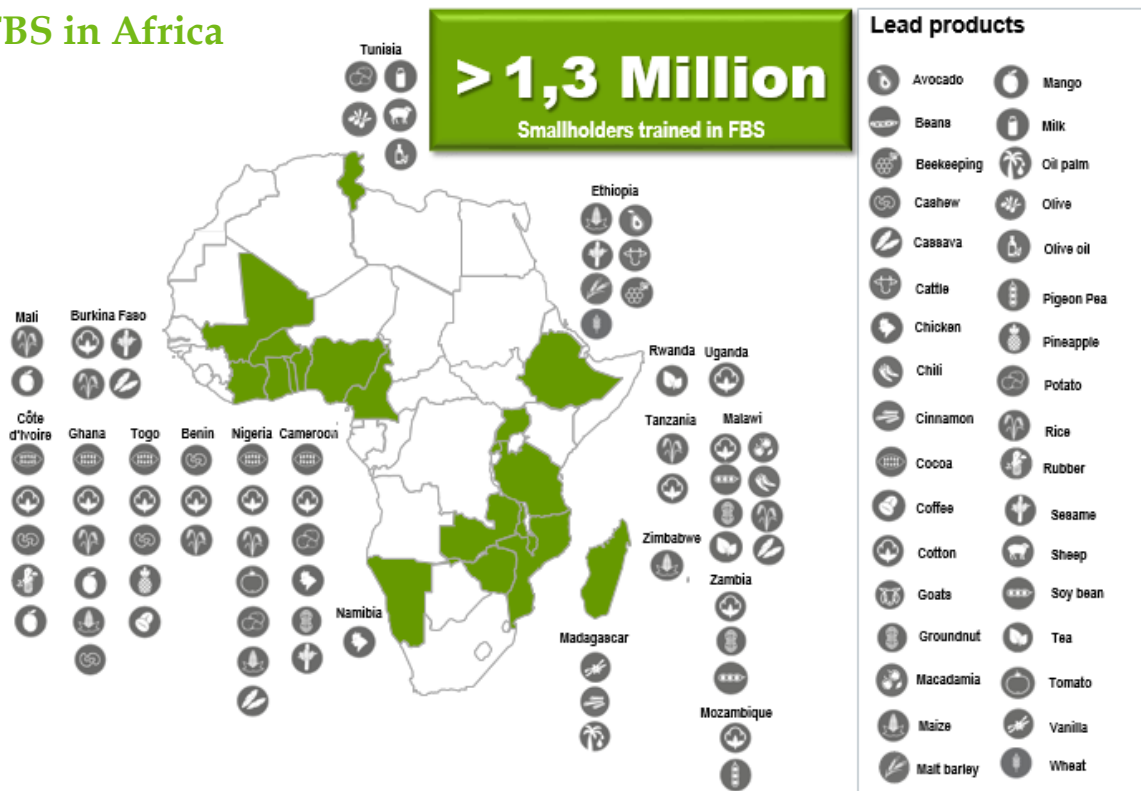 FBS in Africa
> 1,3 Million
Smallholders trained in FBS
Tunisia
Ethiopia
Mali
Burkina Faso
Rwanda
Uganda
Côte
d'Ivoire
Ghana
Togo
Benin
Nigeria
Cameroon
Tanzania
Malawi
Zimbabwe
Zambia
Namibia
Madagascar
Mozambique
Lead products
Avocado
Mango
Beans
Milk
Beekeeping
Oil palm
Cashew
Olive
Cassava
Olive oil
Cattle
Pigeon Pea
Chicken
Pineapple
Chili
Potato
Cinnamon
Rice
Cocoa
Rubber
Coffee
Sesame
Cotton
Sheep
Goats
Soy bean
Groundnut
Tea
Macadamia
Tomato
Maize
Vanilla
Malt barley
Wheat